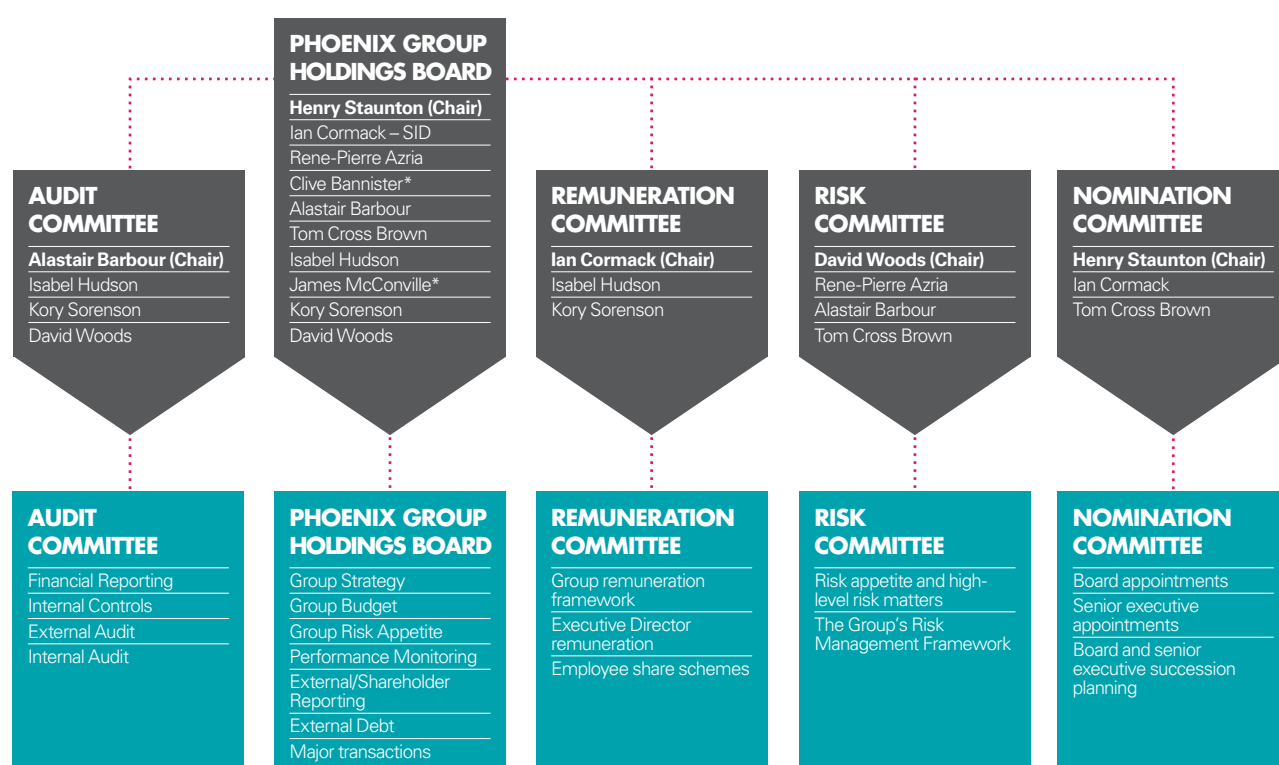 PHOENIX GROUP
HOLDINGS BOARD
Henry Staunton (Chair)
Ian Cormack – SID
Rene-Pierre Azria
Clive Bannister*
Alastair Barbour
Tom Cross Brown
Isabel Hudson
James McConville*
Kory Sorenson
David Woods
AUDIT
COMMITTEE
Alastair Barbour (Chair)
Isabel Hudson
Kory Sorenson
David Woods
REMUNERATION
COMMITTEE
Ian Cormack (Chair)
Isabel Hudson
Kory Sorenson
RISK
COMMITTEE
David Woods (Chair)
Rene-Pierre Azria
Alastair Barbour
Tom Cross Brown
NOMINATION
COMMITTEE
Henry Staunton (Chair)
Ian Cormack
Tom Cross Brown
AUDIT
COMMITTEE
Financial Reporting
Internal Controls
External Audit
Internal Audit
PHOENIX GROUP
HOLDINGS BOARD
Group Strategy
Group Budget
Group Risk Appetite
Performance Monitoring
External/Shareholder
Reporting
External Debt
Major transactions
REMUNERATION
COMMITTEE
Group remuneration
framework
Executive Director
remuneration
Employee share schemes
RISK
COMMITTEE
Risk appetite and high-
level risk matters
The Group's Risk
Management Framework
NOMINATION
COMMITTEE
Board appointments
Senior executive
appointments
Board and senior
executive succession
planning